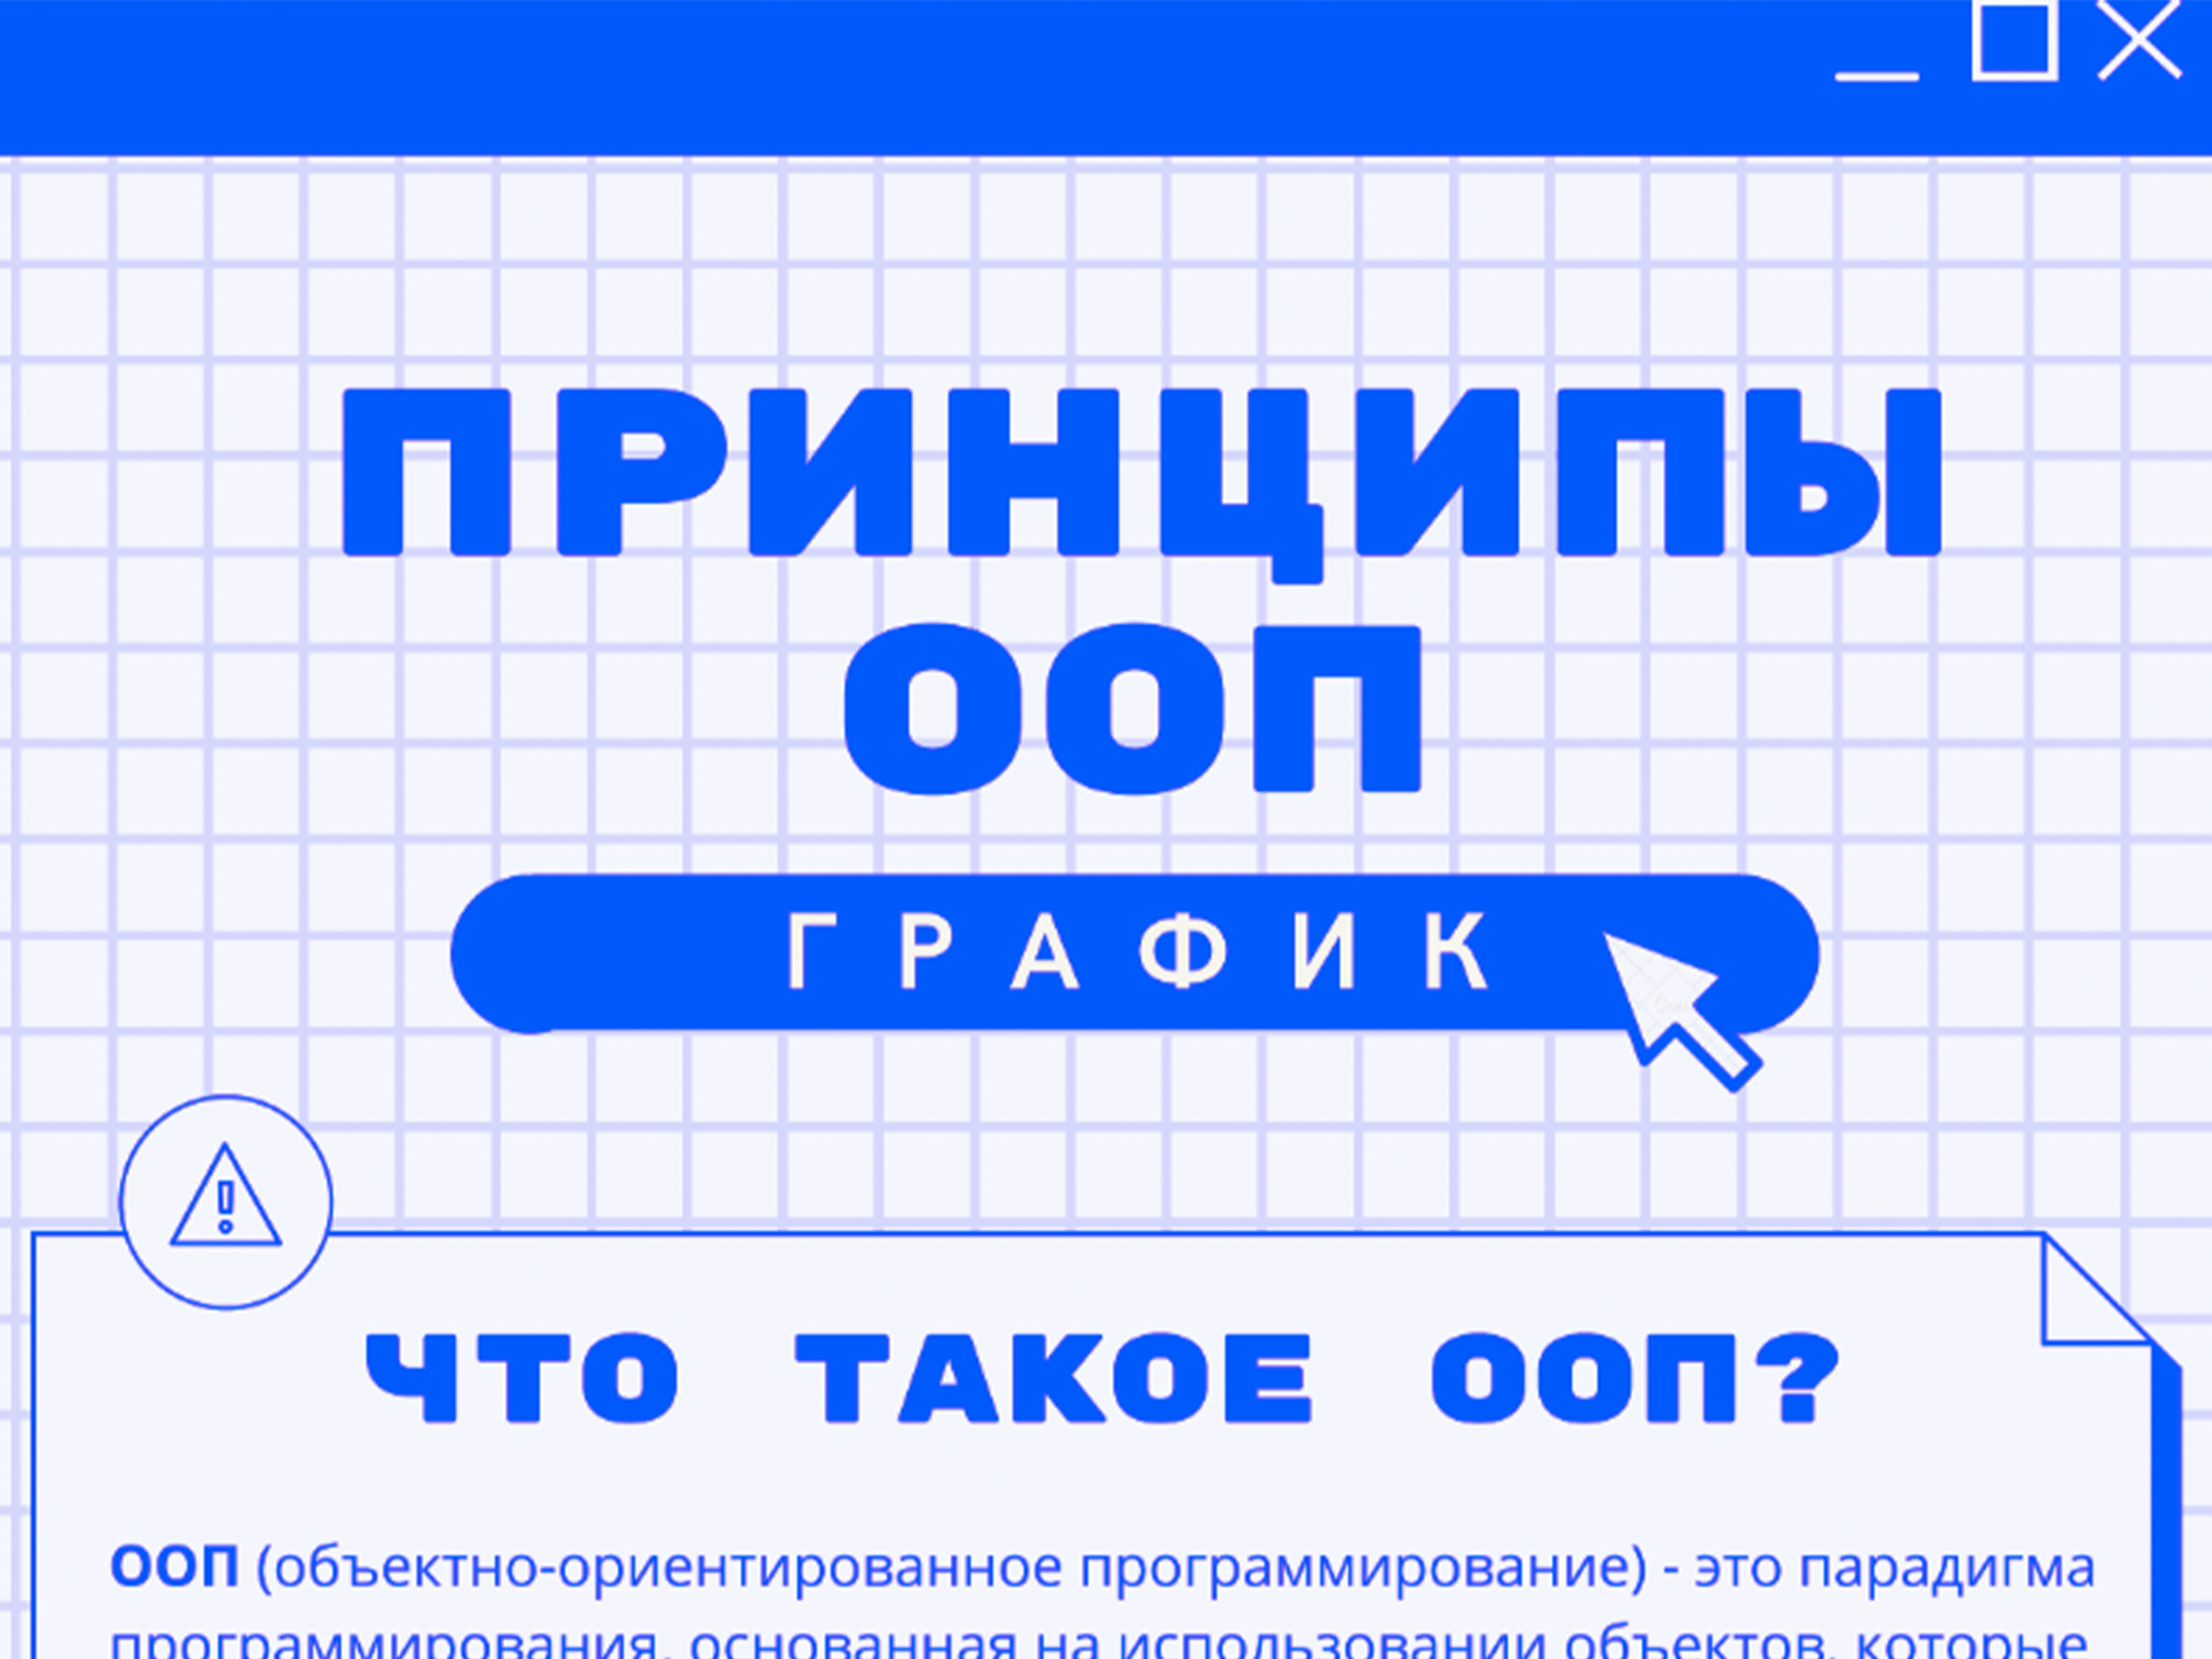 ПРИНЦИПЫ
ООП
ГРАФИК
ЧТО ТАКОЕ ООП?
ООП (объектно-ориентированное программирование) - это парадигма
программирования, основанная на использовании объектов, которые